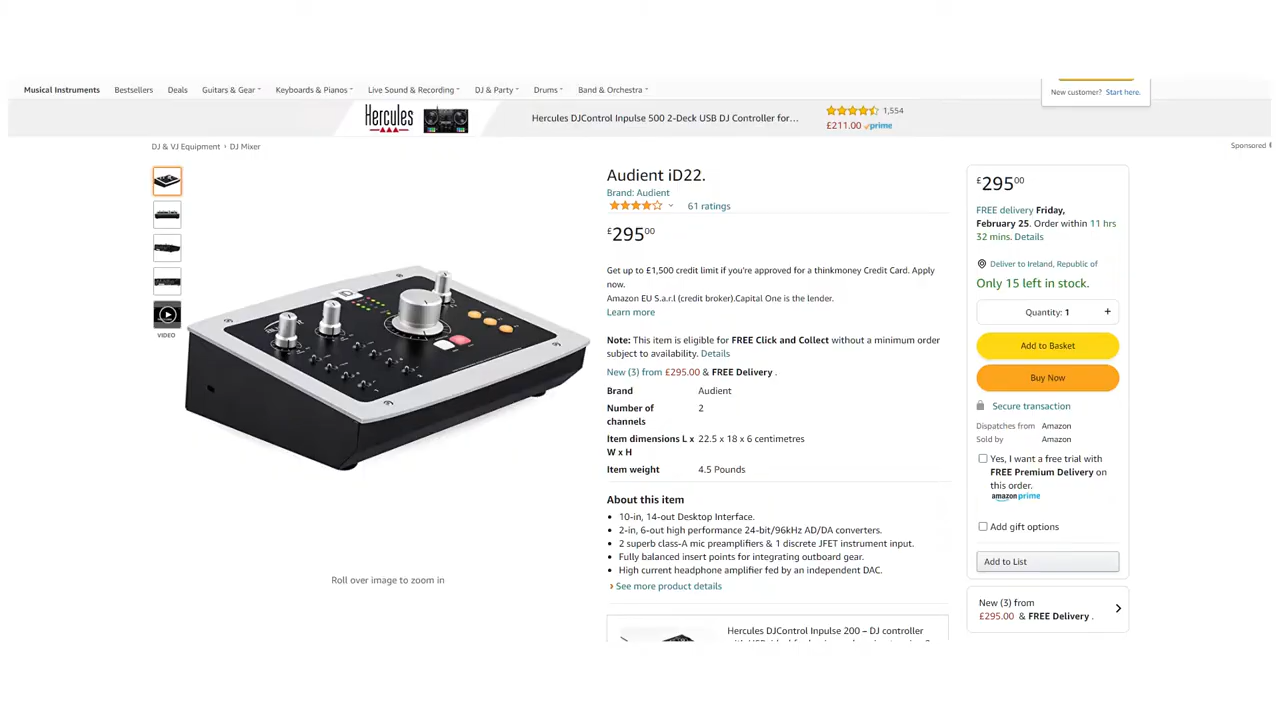 New customer? Start here.
Musical Instruments Bestsellers Deals Guitars & Gear Keyboards & Pianos Live Sound & Recording DJ & Party Drums Band & Orchestra
Hercules
Hercules DJControl Inpulse 500 2-Deck USB DJ Controller for…
1,554
£211.00 prime
DJ & VJ Equipment › DJ Mixer
Sponsored
Audient iD22.
Brand: Audient
61 ratings
£29500
Get up to £1,500 credit limit if you're approved for a thinkmoney Credit Card. Apply
now.
Amazon EU S.a.r.l (credit broker).Capital One is the lender.
Learn more
Note: This item is eligible for FREE Click and Collect without a minimum order
subject to availability. Details
New (3) from £295.00 & FREE Delivery .
Brand Audient
Number of 2
channels
Item dimensions L x 22.5 x 18 x 6 centimetres
W x H
Item weight 4.5 Pounds
About this item
• 10-in, 14-out Desktop Interface.
• 2-in, 6-out high performance 24-bit/96kHz AD/DA converters.
• 2 superb class-A mic preamplifiers & 1 discrete JFET instrument input.
• Fully balanced insert points for integrating outboard gear.
• High current headphone amplifier fed by an independent DAC.
› See more product details
Hercules DJControl Inpulse 200 – DJ controller
VIDEO
Roll over image to zoom in
£29500
FREE delivery Friday,
February 25. Order within 11 hrs
32 mins. Details
Deliver to Ireland, Republic of
Only 15 left in stock.
Quantity: 1 +
Add to Basket
Buy Now
Secure transaction
Dispatches from Amazon
Sold by Amazon
Yes, I want a free trial with
FREE Premium Delivery on
this order.
amazon prime
Add gift options
Add to List
New (3) from
£295.00 & FREE Delivery .